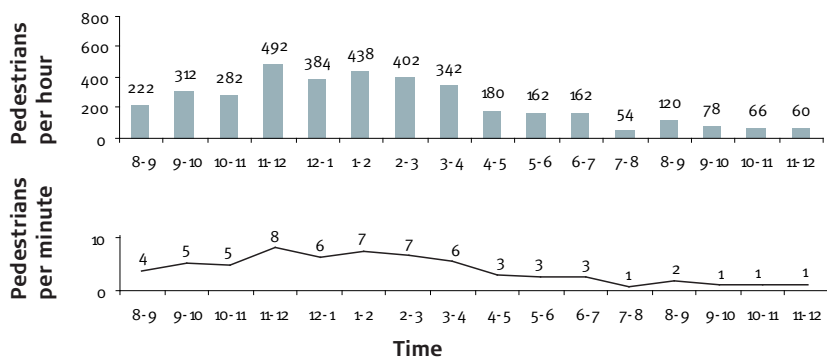 Pedestrians per hour
800
600
400
200
0
222 312 282 492 384 438 402 342 180 162 162 54 120 78 66 60
8-9 9-10 10-11 11-12 12-1 1-2 2-3 3-4 4-5 5-6 6-7 7-8 8-9 9-10 10-11 11-12
Pedestrians per minute
10
0
4 5 5 8 6 7 7 6 3 3 3 1 2 1 1 1
8-9 9-10 10-11 11-12 12-1 1-2 2-3 3-4 4-5 5-6 6-7 7-8 8-9 9-10 10-11 11-12
Time